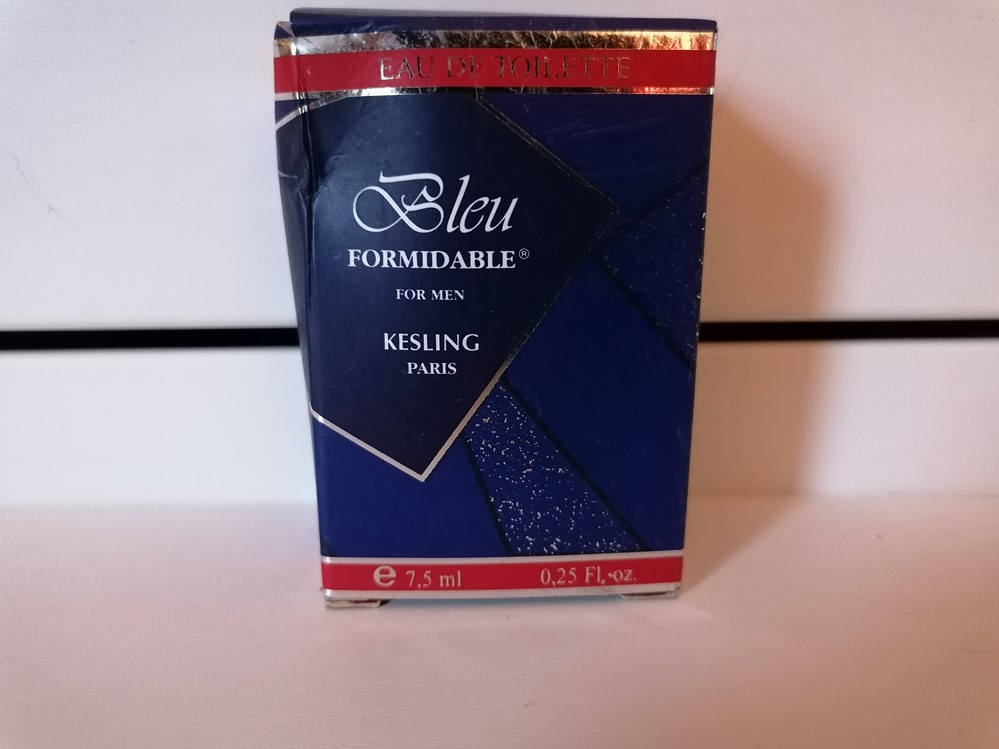 EAU DE TOILETTE
Bleu
FORMIDABLE®
FOR MEN
KESLING
PARIS
℮ 7,5 ml 0,25 Fl. oz.